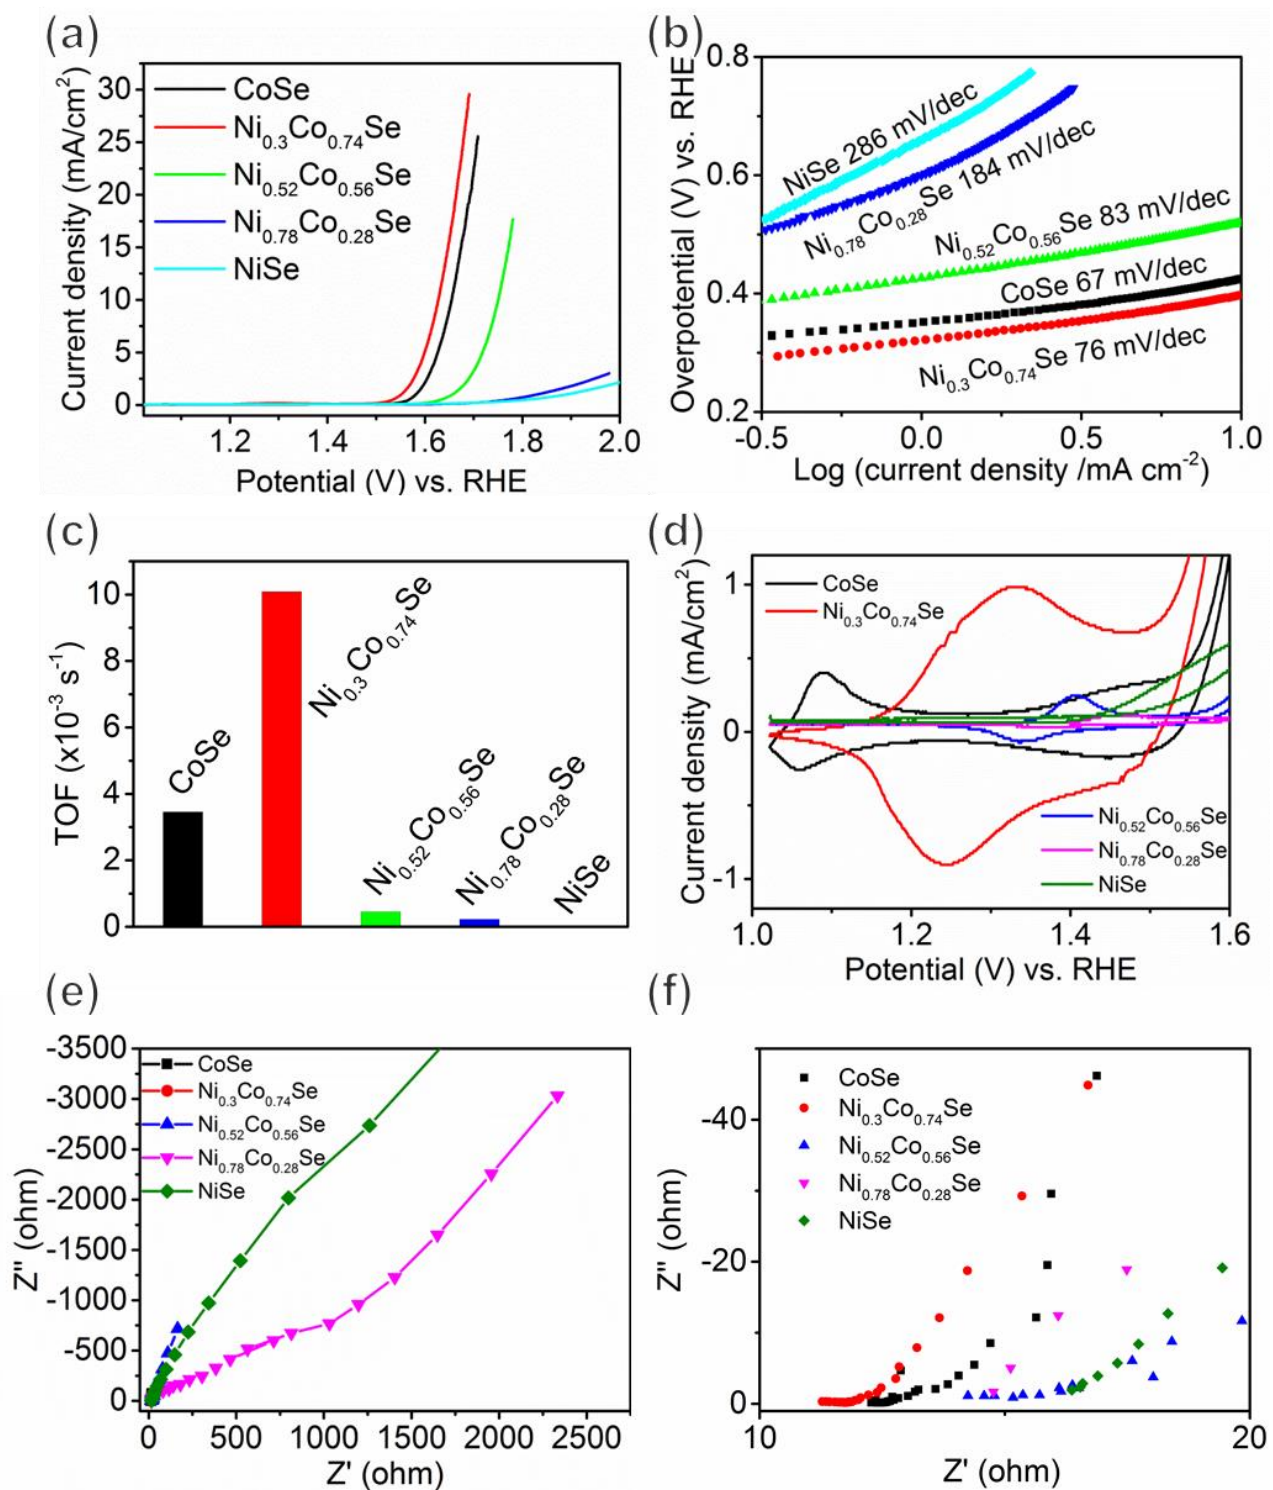 (a)
CoSe
Ni0.3Co0.74Se
Ni0.52Co0.56Se
Ni0.78Co0.28Se
NiSe
30
25
20
15
10
5
0
Current density (mA/cm²)
1.2 1.4 1.6 1.8 2.0
Potential (V) vs. RHE
(b)
0.8
0.6
0.4
0.2
Overpotential (V) vs. RHE
NiSe 286 mV/dec
Ni0.78Co0.28Se 184 mV/dec
Ni0.52Co0.56Se 83 mV/dec
CoSe 67 mV/dec
Ni0.3Co0.74Se 76 mV/dec
-0.5 0.0 0.5 1.0
Log (current density /mA cm⁻²)
(c)
10
8
6
4
2
0
TOF (x10⁻³ s⁻¹)
CoSe
Ni0.3Co0.74Se
Ni0.52Co0.56Se
Ni0.78Co0.28Se
NiSe
(d)
1
0
-1
Current density (mA/cm²)
CoSe
Ni0.3Co0.74Se
Ni0.52Co0.56Se
Ni0.78Co0.28Se
NiSe
1.0 1.2 1.4 1.6
Potential (V) vs. RHE
(e)
-3500
-3000
-2500
-2000
-1500
-1000
-500
0
Z" (ohm)
CoSe
Ni0.3Co0.74Se
Ni0.52Co0.56Se
Ni0.78Co0.28Se
NiSe
0 500 1000 1500 2000 2500
Z' (ohm)
(f)
-40
-20
0
Z" (ohm)
CoSe
Ni0.3Co0.74Se
Ni0.52Co0.56Se
Ni0.78Co0.28Se
NiSe
10 20
Z' (ohm)